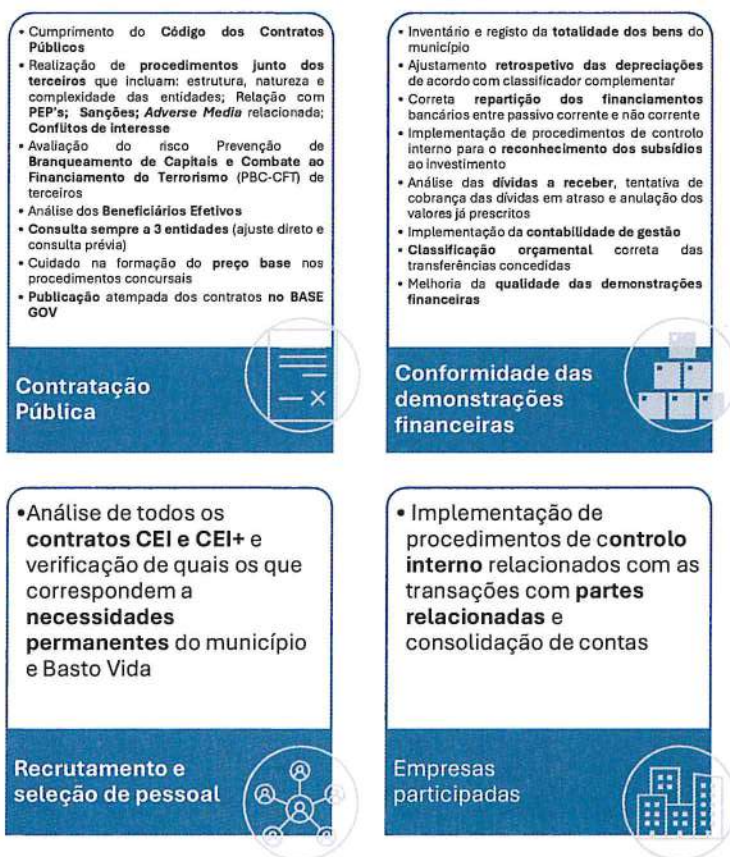 • Cumprimento do Código dos Contratos
Públicos
• Realização de procedimentos junto dos
terceiros que incluam: estrutura, natureza e
complexidade das entidades; Relação com
PEP's; Sanções; Adverse Media relacionada;
Conflitos de interesse
• Avaliação do risco Prevenção de
Branqueamento de Capitais e Combate ao
Financiamento do Terrorismo (PBC-CFT) de
terceiros
• Análise dos Beneficiários Efetivos
• Consulta sempre a 3 entidades (ajuste direto e
consulta prévia)
• Cuidado na formação do preço base nos
procedimentos concursais
• Publicação atempada dos contratos no BASE
GOV
Contratação
Pública
• Inventário e registo da totalidade dos bens do
município
• Ajustamento retrospetivo das depreciações
de acordo com classificador complementar
• Correta repartição dos financiamentos
bancários entre passivo corrente e não corrente
• Implementação de procedimentos de controlo
interno para o reconhecimento dos subsídios
ao investimento
• Análise das dívidas a receber, tentativa de
cobrança das dívidas em atraso e anulação dos
valores já prescritos
• Implementação da contabilidade de gestão
• Classificação orçamental correta das
transferências concedidas
• Melhoria da qualidade das demonstrações
financeiras
Conformidade das
demonstrações
financeiras
•Análise de todos os
contratos CEI e CEI+ e
verificação de quais os que
correspondem a
necessidades
permanentes do município
e Basto Vida
Recrutamento e
seleção de pessoal
• Implementação de
procedimentos de controlo
interno relacionados com as
transações com partes
relacionadas e
consolidação de contas
Empresas
participadas